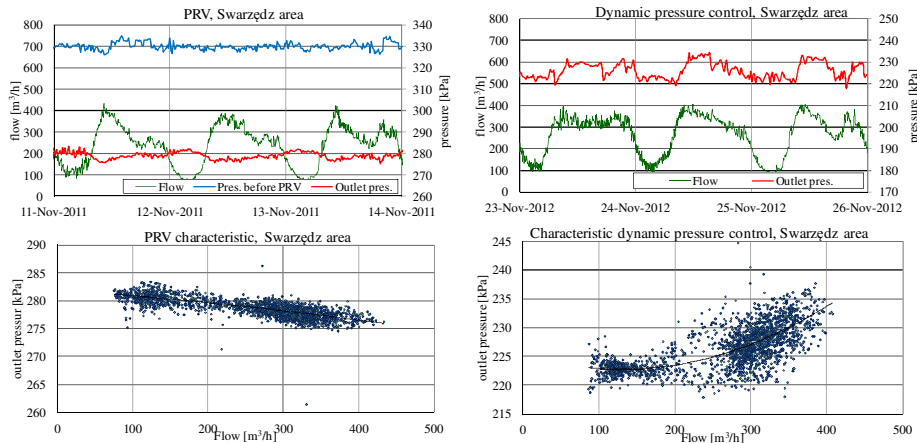 PRV, Swarzędz area
flow [m³/h]
800
700
600
500
400
300
200
100
0
340
330
320
310
300
290
280
270
260
pressure [kPa]
Flow Pres. before PRV Outlet pres.
11-Nov-2011 12-Nov-2011 13-Nov-2011 14-Nov-2011
Dynamic pressure control, Swarzędz area
flow [m³/h]
800
700
600
500
400
300
200
100
0
250
240
230
220
210
200
190
180
170
pressure [kPa]
Flow Outlet pres.
23-Nov-2012 24-Nov-2012 25-Nov-2012 26-Nov-2012
PRV characteristic, Swarzędz area
outlet pressuer [kPa]
290
285
280
275
270
265
260
0 100 200 300 400 500
Flow [m³/h]
Characteristic dynamic pressure control, Swarzędz area
outlet pressure [kPa]
245
240
235
230
225
220
215
0 100 200 300 400 500
Flow [m³/h]